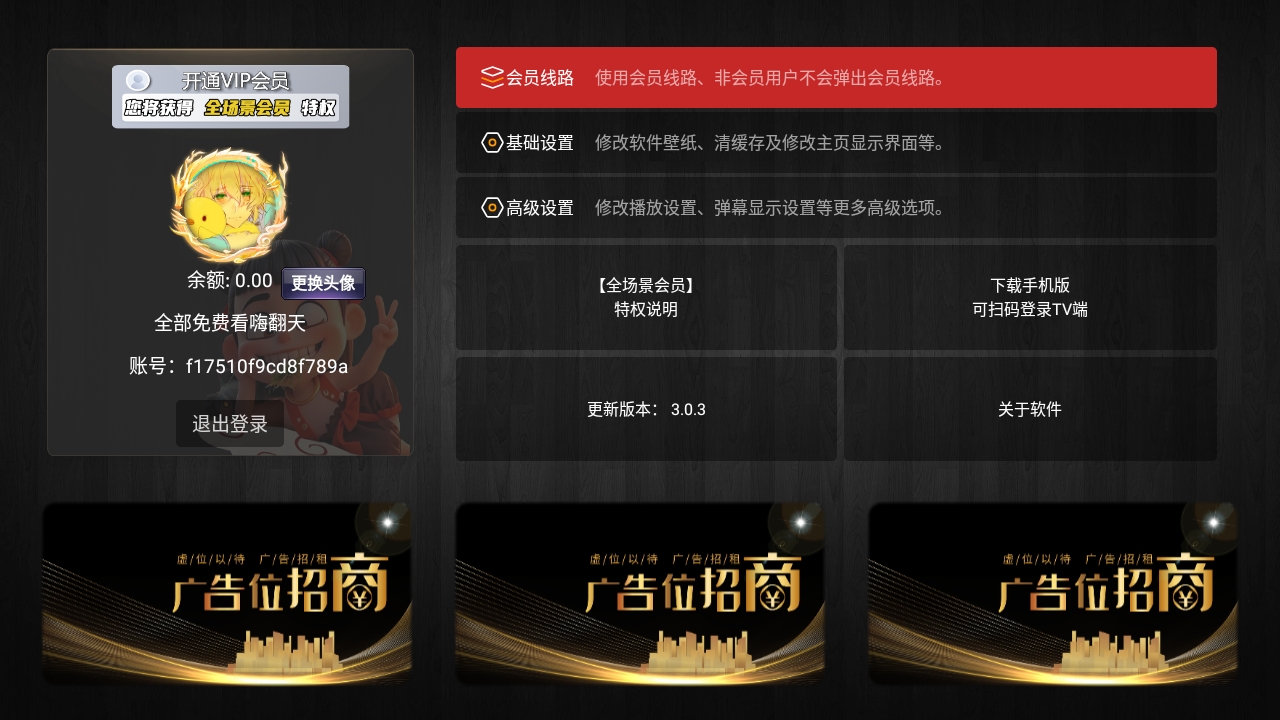 开通VIP会员
您将获得 全场景会员 特权
余额: 0.00 更换头像
全部免费看嗨翻天
账号：f17510f9cd8f789a
退出登录
会员线路 使用会员线路、非会员用户不会弹出会员线路。
基础设置 修改软件壁纸、清缓存及修改主页显示界面等。
高级设置 修改播放设置、弹幕显示设置等更多高级选项。
【全场景会员】
特权说明
下载手机版
可扫码登录TV端
更新版本： 3.0.3
关于软件
虚/位/以/待 广/告/招/租
广告位招商
虚/位/以/待 广/告/招/租
广告位招商
虚/位/以/待 广/告/招/租
广告位招商